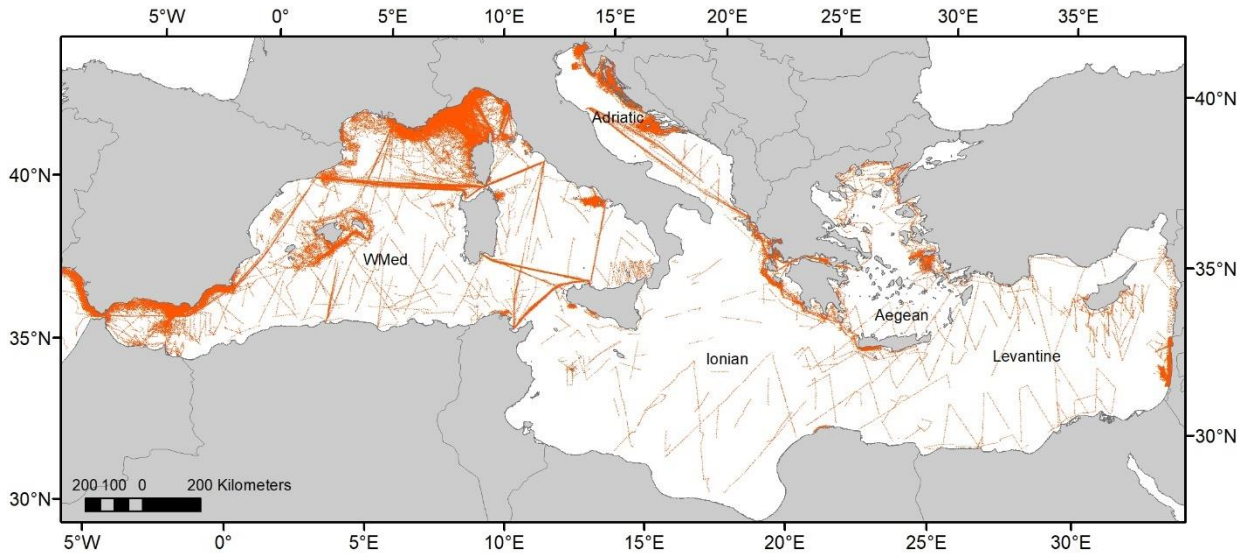 5°W 0° 5°E 10°E 15°E 20°E 25°E 30°E 35°E
40°N
Adriatic
40°N
WMed
35°N
Aegean
35°N
Ionian
Levantine
30°N
200 100 0 200 Kilometers
30°N
5°W 0° 5°E 10°E 15°E 20°E 25°E 30°E